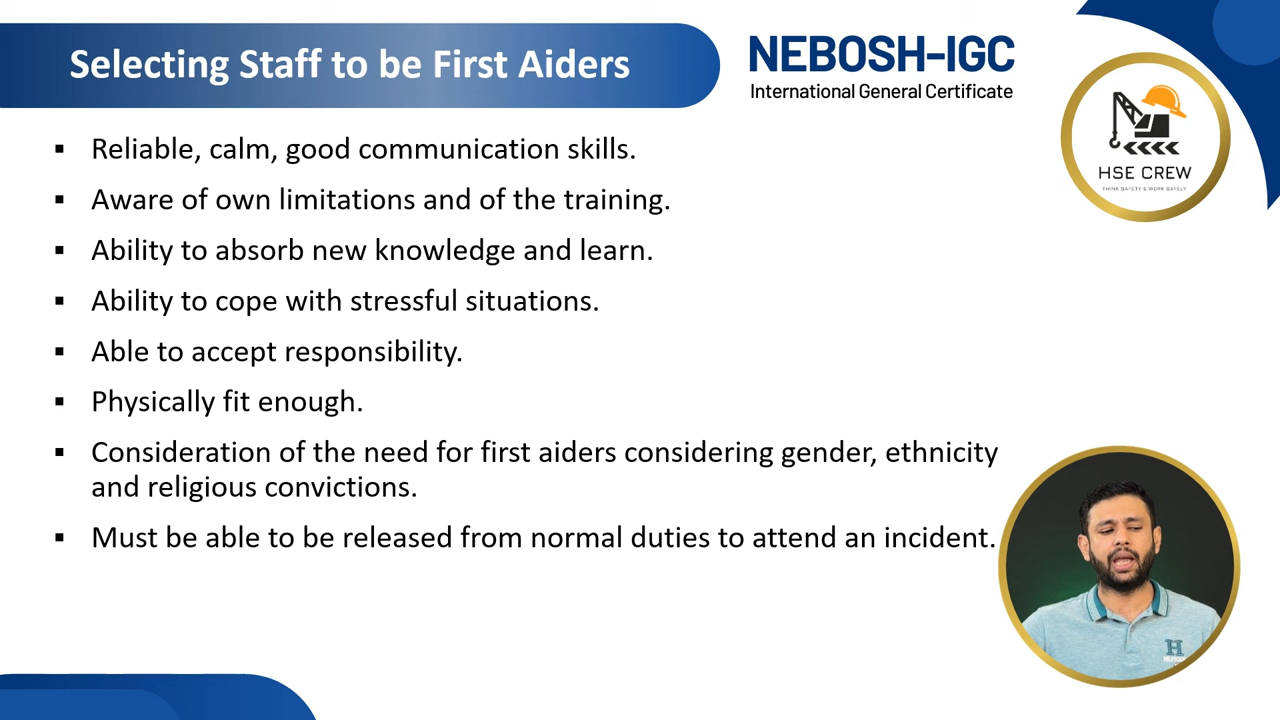 Selecting Staff to be First Aiders
NEBOSH-IGC
International General Certificate
HSE CREW
THINK SAFETY & WORK SAFELY
▪ Reliable, calm, good communication skills.
▪ Aware of own limitations and of the training.
▪ Ability to absorb new knowledge and learn.
▪ Ability to cope with stressful situations.
▪ Able to accept responsibility.
▪ Physically fit enough.
▪ Consideration of the need for first aiders considering gender, ethnicity
and religious convictions.
▪ Must be able to be released from normal duties to attend an incident.
H